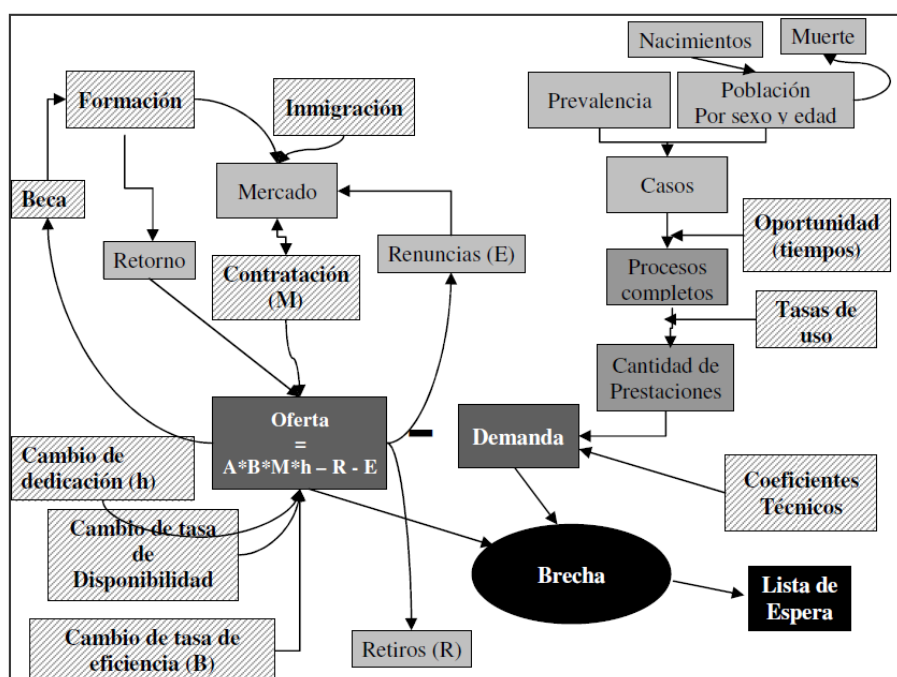 Nacimientos
Muerte
Formación
Inmigración
Prevalencia
Población
Por sexo y edad
Beca
Mercado
Casos
Oportunidad
(tiempos)
Retorno
Contratación
(M)
Renuncias (E)
Procesos
completos
Tasas de
uso
Cantidad de
Prestaciones
Oferta
=
A*B*M*h – R - E
Demanda
Cambio de
dedicación (h)
Coeficientes
Técnicos
Cambio de tasa
de
Disponibilidad
Brecha
Lista de
Espera
Cambio de tasa de
eficiencia (B)
Retiros (R)